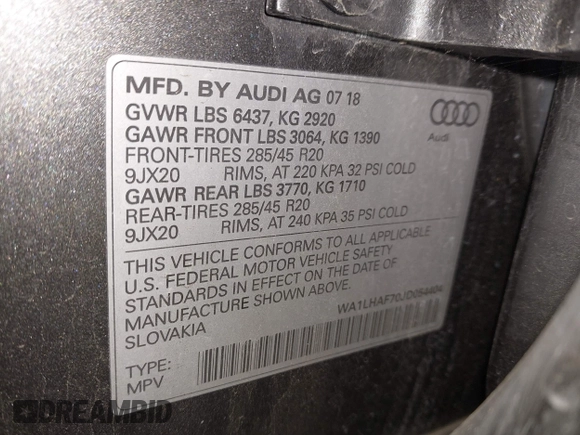 MFD. BY AUDI AG 07 18
GVWR LBS 6437, KG 2920
GAWR FRONT LBS 3064, KG 1390
FRONT-TIRES 285/45 R20
9JX20 RIMS, AT 220 KPA 32 PSI COLD
GAWR REAR LBS 3770, KG 1710
REAR-TIRES 285/45 R20
9JX20 RIMS, AT 240 KPA 35 PSI COLD
Audi
THIS VEHICLE CONFORMS TO ALL APPLICABLE
U.S. FEDERAL MOTOR VEHICLE SAFETY
STANDARDS IN EFFECT ON THE DATE OF
MANUFACTURE SHOWN ABOVE.
SLOVAKIA
WA1LHAF70JD054404
TYPE:
MPV
DREAMBID